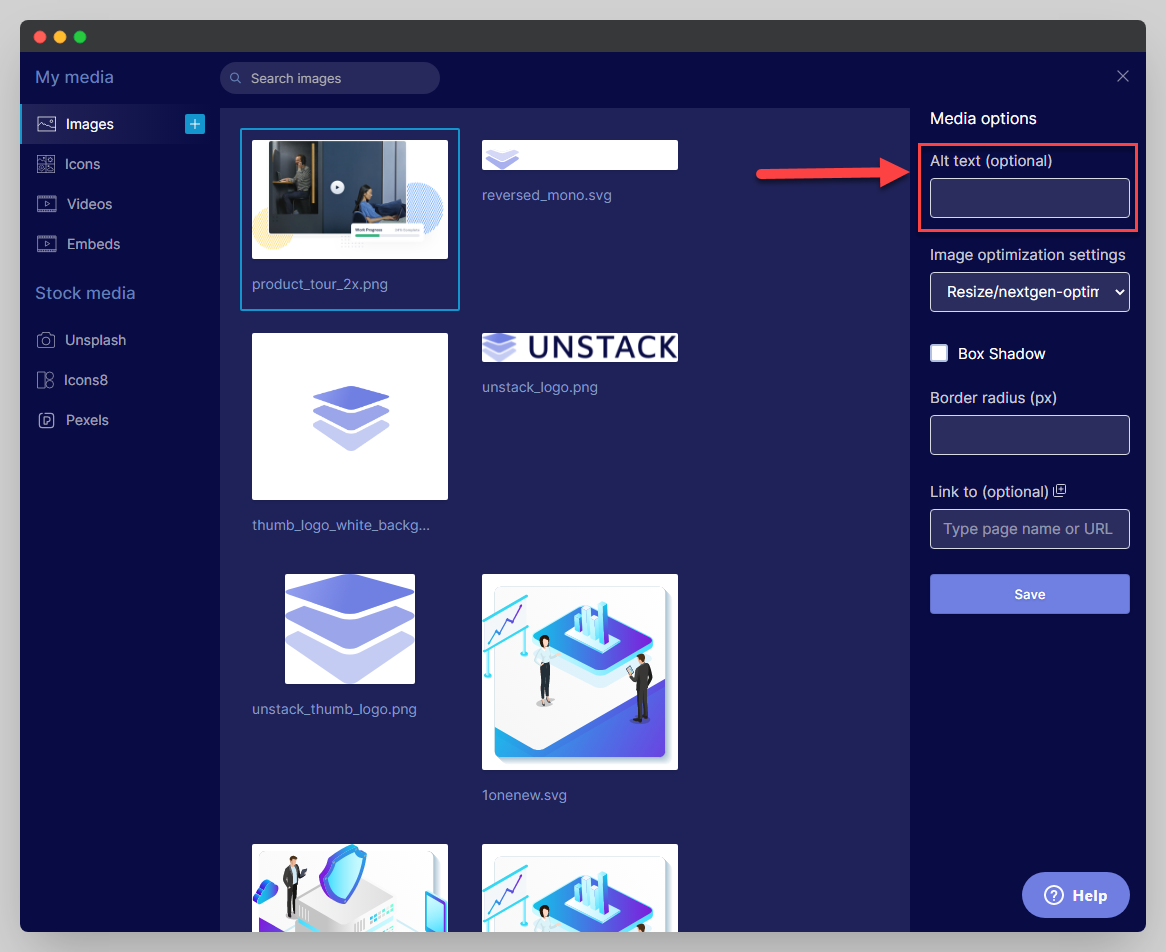 My media
Search images
Images
Icons
Videos
Embeds
Stock media
Unsplash
Icons8
Pexels
Work Progress
product_tour_2x.png
reversed_mono.svg
thumb_logo_white_backg...
UNSTACK
unstack_logo.png
unstack_thumb_logo.png
1onenew.svg
Media options
Alt text (optional)
Image optimization settings
Resize/nextgen-optim
Box Shadow
Border radius (px)
Link to (optional)
Type page name or URL
Save
Help